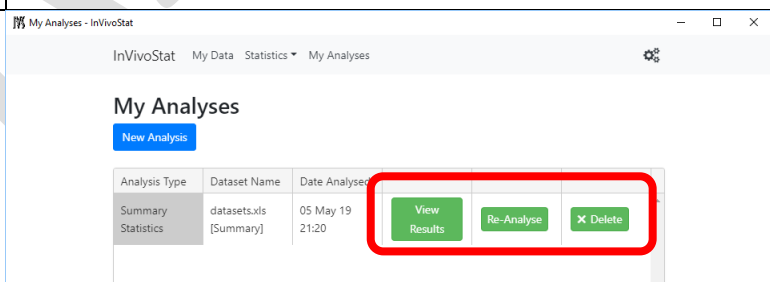 My Analyses - InVivoStat
InVivoStat My Data Statistics My Analyses
My Analyses
New Analysis
Analysis Type Dataset Name Date Analysed
Summary Statistics datasets.xls [Summary] 05 May 19 21:20 View Results Re-Analyse Delete